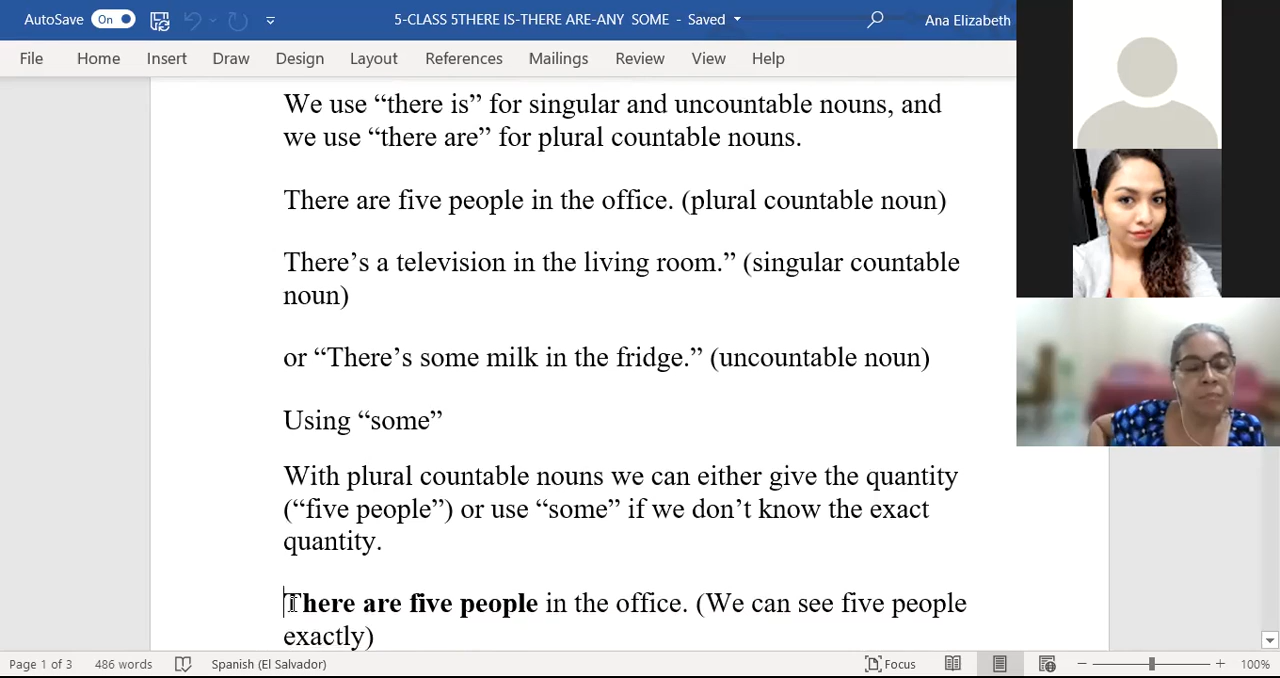 AutoSave On 5-CLASS 5THERE IS-THERE ARE-ANY SOME - Saved Ana Elizabeth
File Home Insert Draw Design Layout References Mailings Review View Help
We use “there is” for singular and uncountable nouns, and
we use “there are” for plural countable nouns.
There are five people in the office. (plural countable noun)
There’s a television in the living room.” (singular countable
noun)
or “There’s some milk in the fridge.” (uncountable noun)
Using “some”
With plural countable nouns we can either give the quantity
(“five people”) or use “some” if we don’t know the exact
quantity.
There are five people in the office. (We can see five people
exactly)
Page 1 of 3 486 words Spanish (El Salvador) Focus 100%